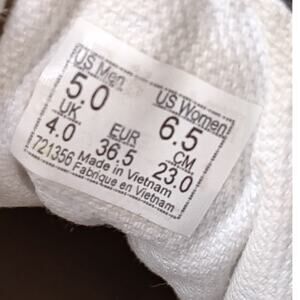 US Men US Women
5.0 6.5
UK. EUR CM.
4.0 36.5 23.0
721356 Made in Vietnam
Fabrique en Vietnam